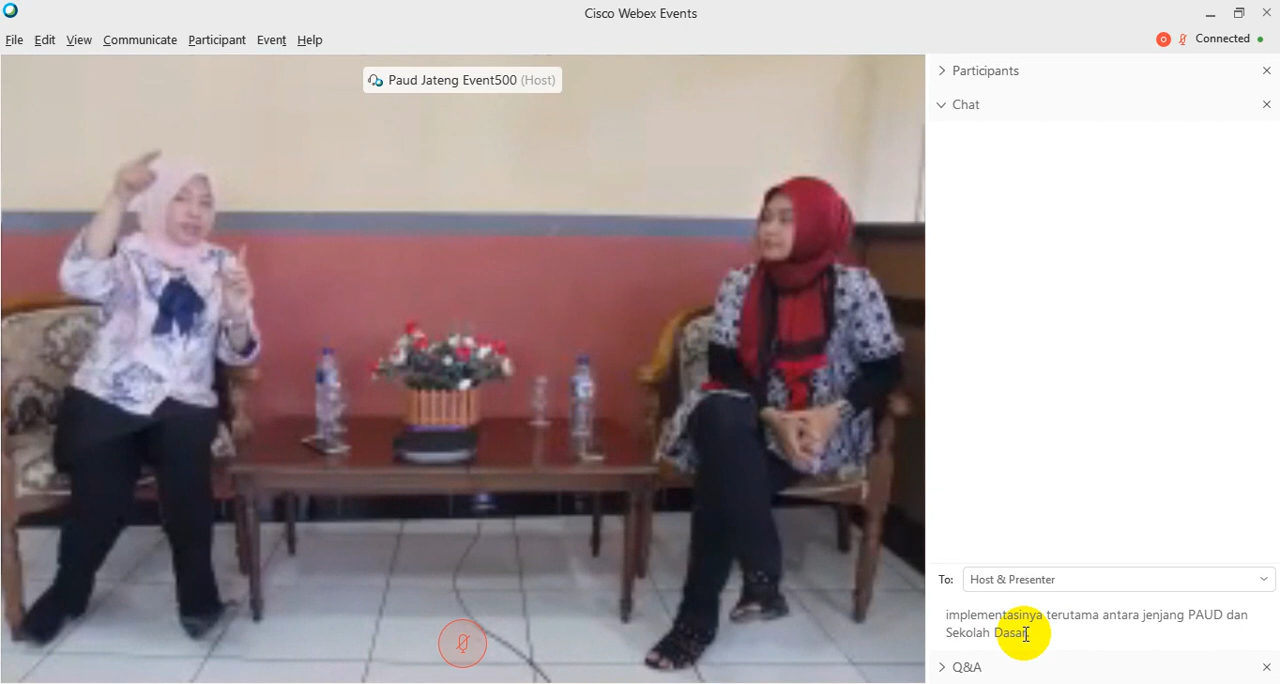 Cisco Webex Events
File Edit View Communicate Participant Event Help
Connected
Paud Jateng Event500 (Host)
Participants
Chat
To: Host & Presenter
implementasinya terutama antara jenjang PAUD dan
Sekolah Dasar
Q&A